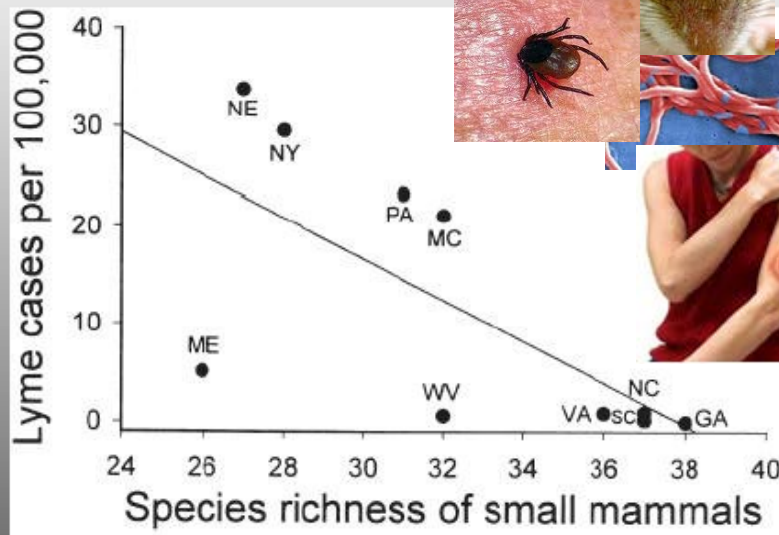 Lyme cases per 100,000
40
30
20
10
0
NE
NY
PA
MC
ME
WV
NC
VA
SC
GA
24 26 28 30 32 34 36 38 40
Species richness of small mammals